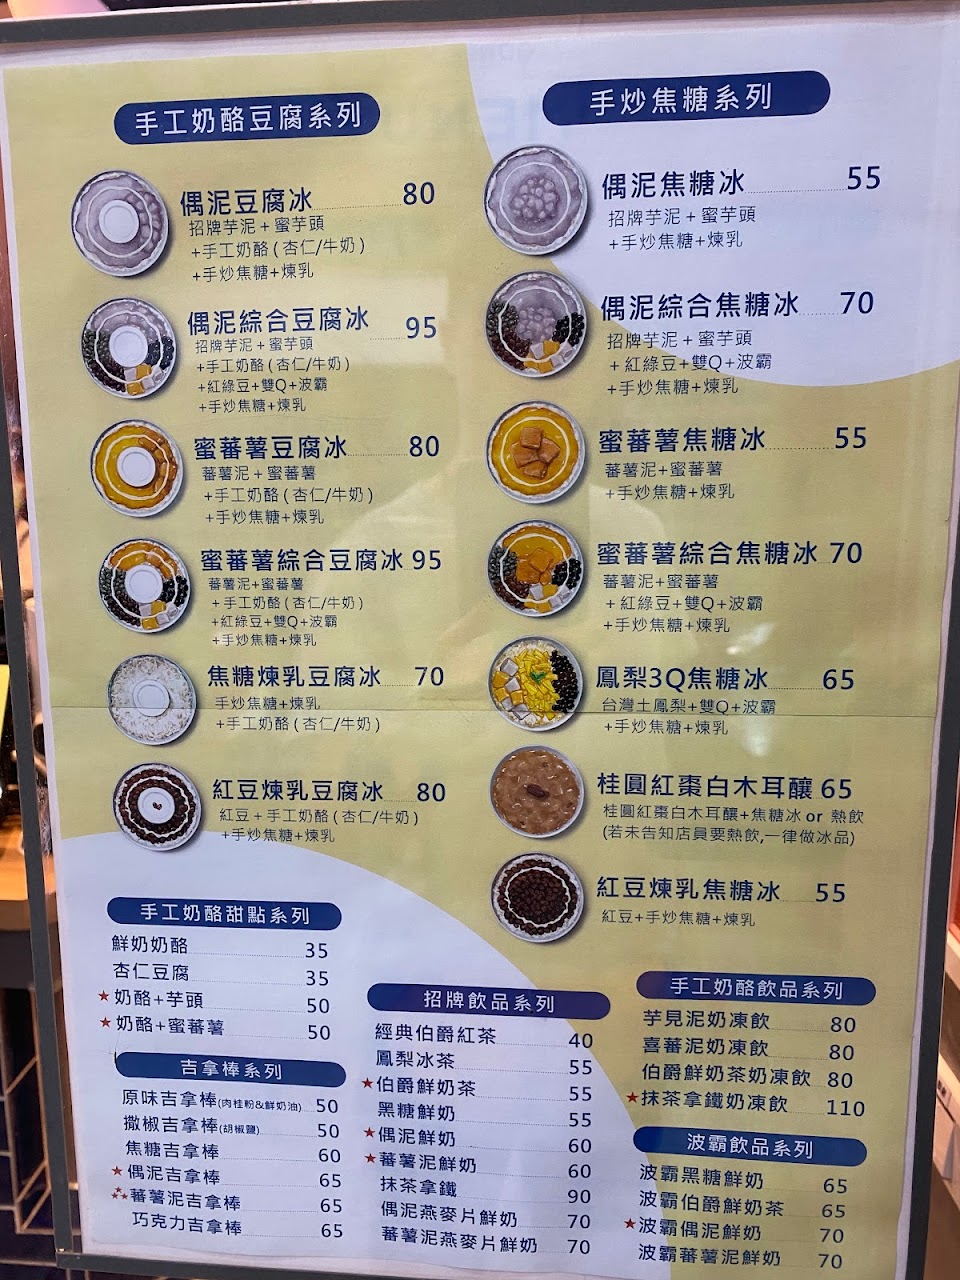 手工奶酪豆腐系列
偶泥豆腐冰 80
招牌芋泥+蜜芋頭
+手工奶酪(杏仁/牛奶)
+手炒焦糖+煉乳
偶泥綜合豆腐冰 95
招牌芋泥+蜜芋頭
+手工奶酪(杏仁/牛奶)
+紅綠豆+雙Q+波霸
+手炒焦糖+煉乳
蜜蕃薯豆腐冰 80
蕃薯泥+蜜蕃薯
+手工奶酪(杏仁/牛奶)
+手炒焦糖+煉乳
蜜蕃薯綜合豆腐冰 95
蕃薯泥+蜜蕃薯
+手工奶酪(杏仁/牛奶)
+紅綠豆+雙Q+波霸
+手炒焦糖+煉乳
焦糖煉乳豆腐冰 70
手炒焦糖+煉乳
+手工奶酪(杏仁/牛奶)
紅豆煉乳豆腐冰 80
紅豆+手工奶酪(杏仁/牛奶)
+手炒焦糖+煉乳
手炒焦糖系列
偶泥焦糖冰 55
招牌芋泥+蜜芋頭
+手炒焦糖+煉乳
偶泥綜合焦糖冰 70
招牌芋泥+蜜芋頭
+紅綠豆+雙Q+波霸
+手炒焦糖+煉乳
蜜蕃薯焦糖冰 55
蕃薯泥+蜜蕃薯
+手炒焦糖+煉乳
蜜蕃薯綜合焦糖冰 70
蕃薯泥+蜜蕃薯
+紅綠豆+雙Q+波霸
+手炒焦糖+煉乳
鳳梨3Q焦糖冰 65
台灣土鳳梨+雙Q+波霸
+手炒焦糖+煉乳
桂圓紅棗白木耳釀 65
桂圓紅棗白木耳釀+焦糖冰 or 熱飲
(若未告知店員要熱飲,一律做冰品)
紅豆煉乳焦糖冰 55
紅豆+手炒焦糖+煉乳
手工奶酪甜點系列
鮮奶奶酪 35
杏仁豆腐 35
★奶酪+芋頭 50
★奶酪+蜜蕃薯 50
吉拿棒系列
原味吉拿棒(肉桂粉&鮮奶油) 50
撒椒吉拿棒(胡椒鹽) 50
焦糖吉拿棒 60
★偶泥吉拿棒 65
★★★蕃薯泥吉拿棒 65
巧克力吉拿棒 65
招牌飲品系列
經典伯爵紅茶 40
鳳梨冰茶 55
★伯爵鮮奶茶 55
黑糖鮮奶 55
★偶泥鮮奶 60
★蕃薯泥鮮奶 60
抹茶拿鐵 90
偶泥燕麥片鮮奶 70
蕃薯泥燕麥片鮮奶 70
手工奶酪飲品系列
芋見泥奶凍飲 80
喜蕃泥奶凍飲 80
伯爵鮮奶茶奶凍飲 80
★抹茶拿鐵奶凍飲 110
波霸飲品系列
波霸黑糖鮮奶 65
波霸伯爵鮮奶茶 65
★波霸偶泥鮮奶 70
波霸蕃薯泥鮮奶 70